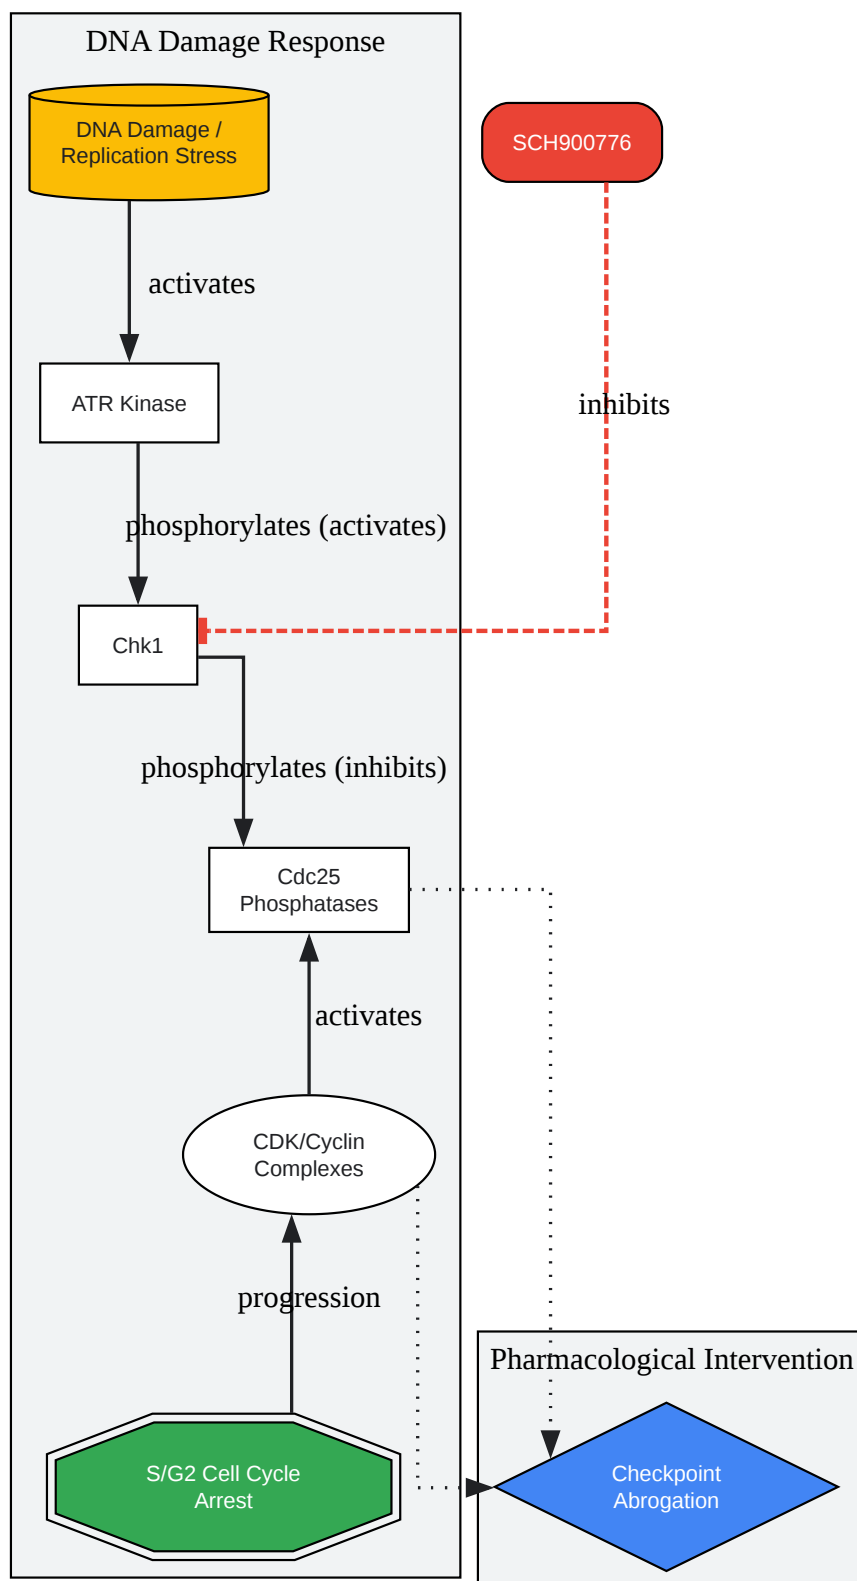 DNA Damage Response
DNA Damage /
Replication Stress
SCH900776
activates
ATR Kinase
inhibits
phosphorylates (activates)
Chk1
phosphorylates (inhibits)
Cdc25
Phosphatases
activates
CDK/Cyclin
Complexes
progression
Pharmacological Intervention
S/G2 Cell Cycle
Arrest
Checkpoint
Abrogation